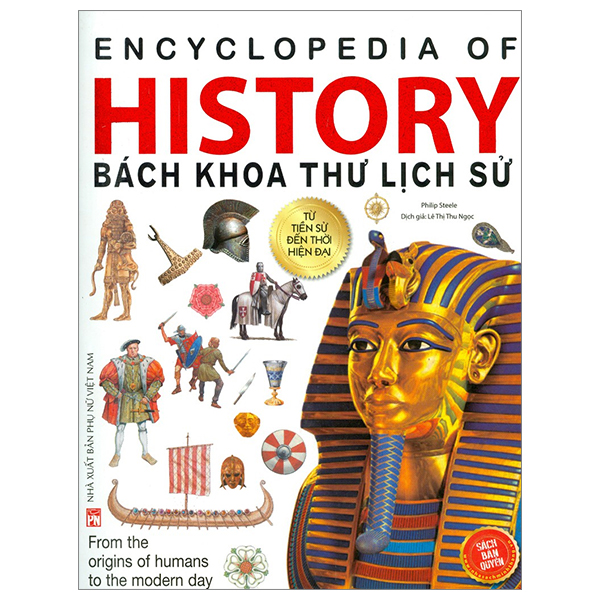 ENCYCLOPEDIA OF
HISTORY
BÁCH KHOA THƯ LỊCH SỬ
Philip Steele
Dịch giả: Lê Thị Thu Ngọc
TỪ
TIỀN SỬ
ĐẾN THỜI
HIỆN ĐẠI
NHÀ XUẤT BẢN PHỤ NỮ VIỆT NAM
PN
From the
origins of humans
to the modern day
SÁCH BẢN
QUYỀN